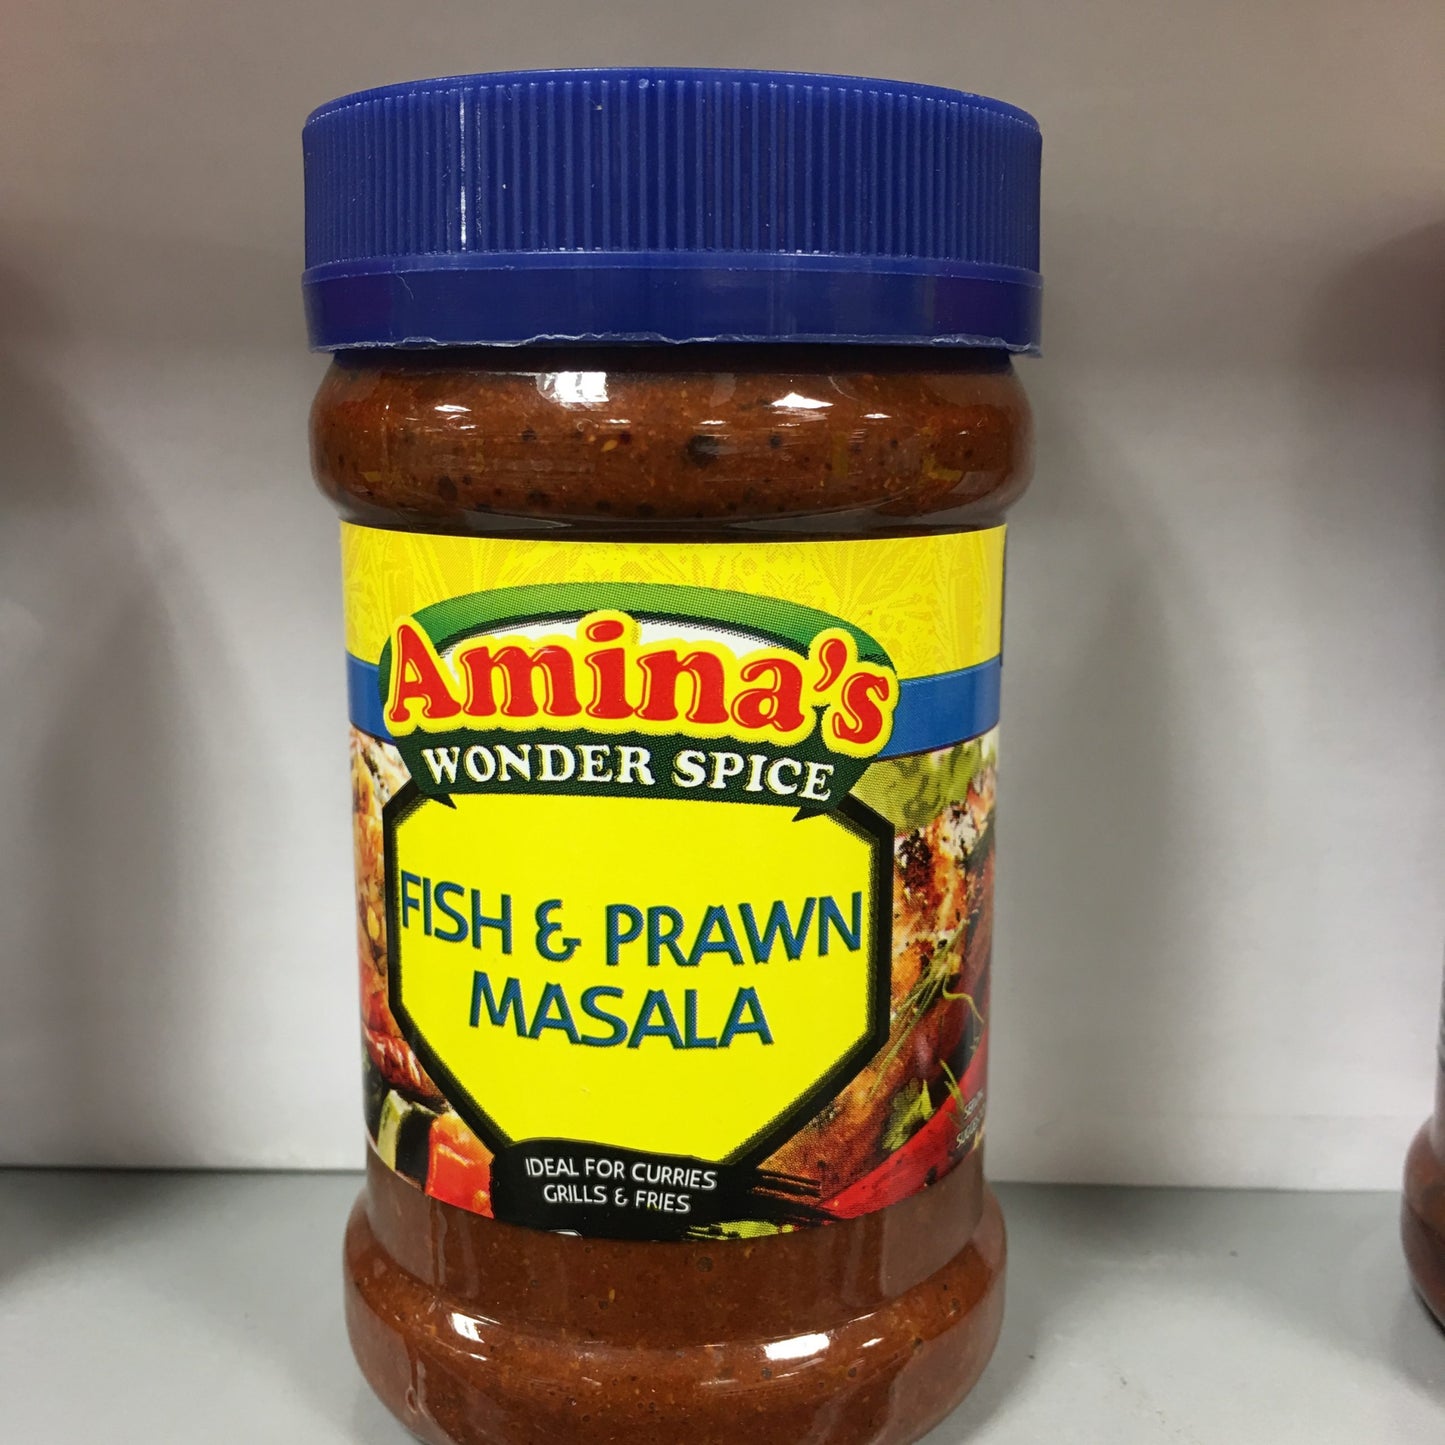 Amina's
WONDER SPICE
FISH & PRAWN
MASALA
IDEAL FOR CURRIES
GRILLS & FRIES